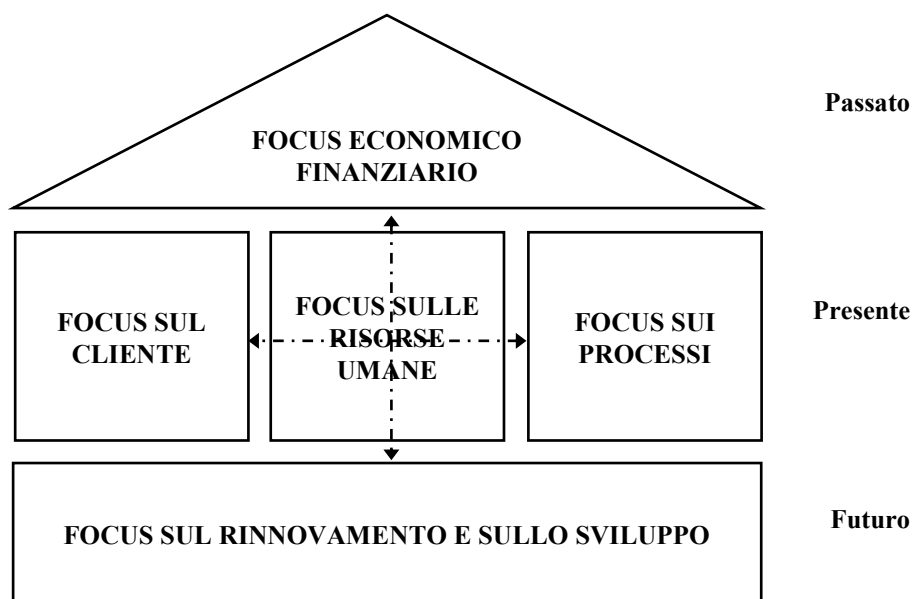 Passato
FOCUS ECONOMICO
FINANZIARIO
FOCUS SUL
CLIENTE
FOCUS SULLE
RISORSE
UMANE
FOCUS SUI
PROCESSI
Presente
FOCUS SUL RINNOVAMENTO E SULLO SVILUPPO
Futuro